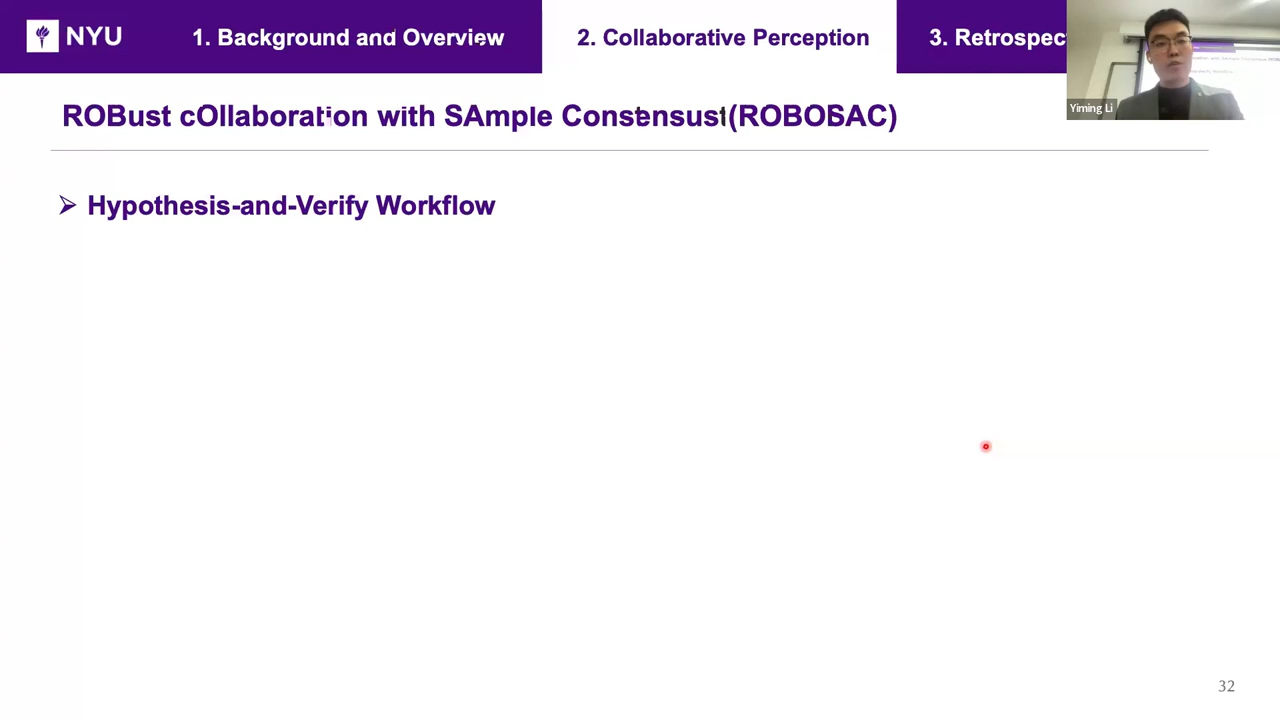 NYU
1. Background and Overview
2. Collaborative Perception
3. Retrospec
Yiming Li
ROBust cOllaboration with SAmple Consensus (ROBOSAC)
➢ Hypothesis-and-Verify Workflow
32